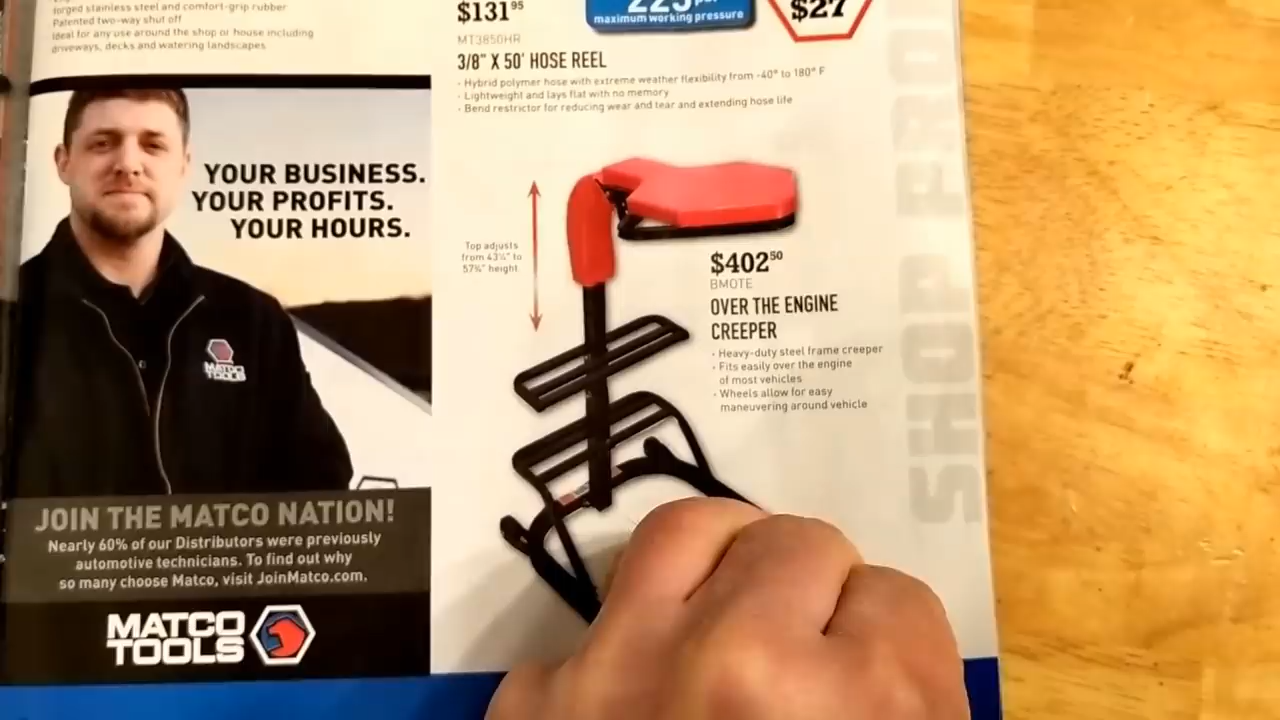 forged stainless steel and comfort-grip rubber
Patented two-way shut off
Ideal for any use around the shop or house including
driveways, decks and watering landscapes
YOUR BUSINESS.
YOUR PROFITS.
YOUR HOURS.
MATCO
TOOLS
JOIN THE MATCO NATION!
Nearly 60% of our Distributors were previously
automotive technicians. To find out why
so many choose Matco, visit JoinMatco.com.
MATCO
TOOLS
$131 95
MT3850HR
3/8" X 50' HOSE REEL
· Hybrid polymer hose with extreme weather flexibility from -40° to 180° F
· Lightweight and lays flat with no memory
· Bend restrictor for reducing wear and tear and extending hose life
maximum working pressure
$27
Top adjusts
from 43¼" to
57¾" height
$402 50
BMOTE
OVER THE ENGINE
CREEPER
· Heavy-duty steel frame creeper
· Fits easily over the engine
of most vehicles
· Wheels allow for easy
maneuvering around vehicle
SHOP